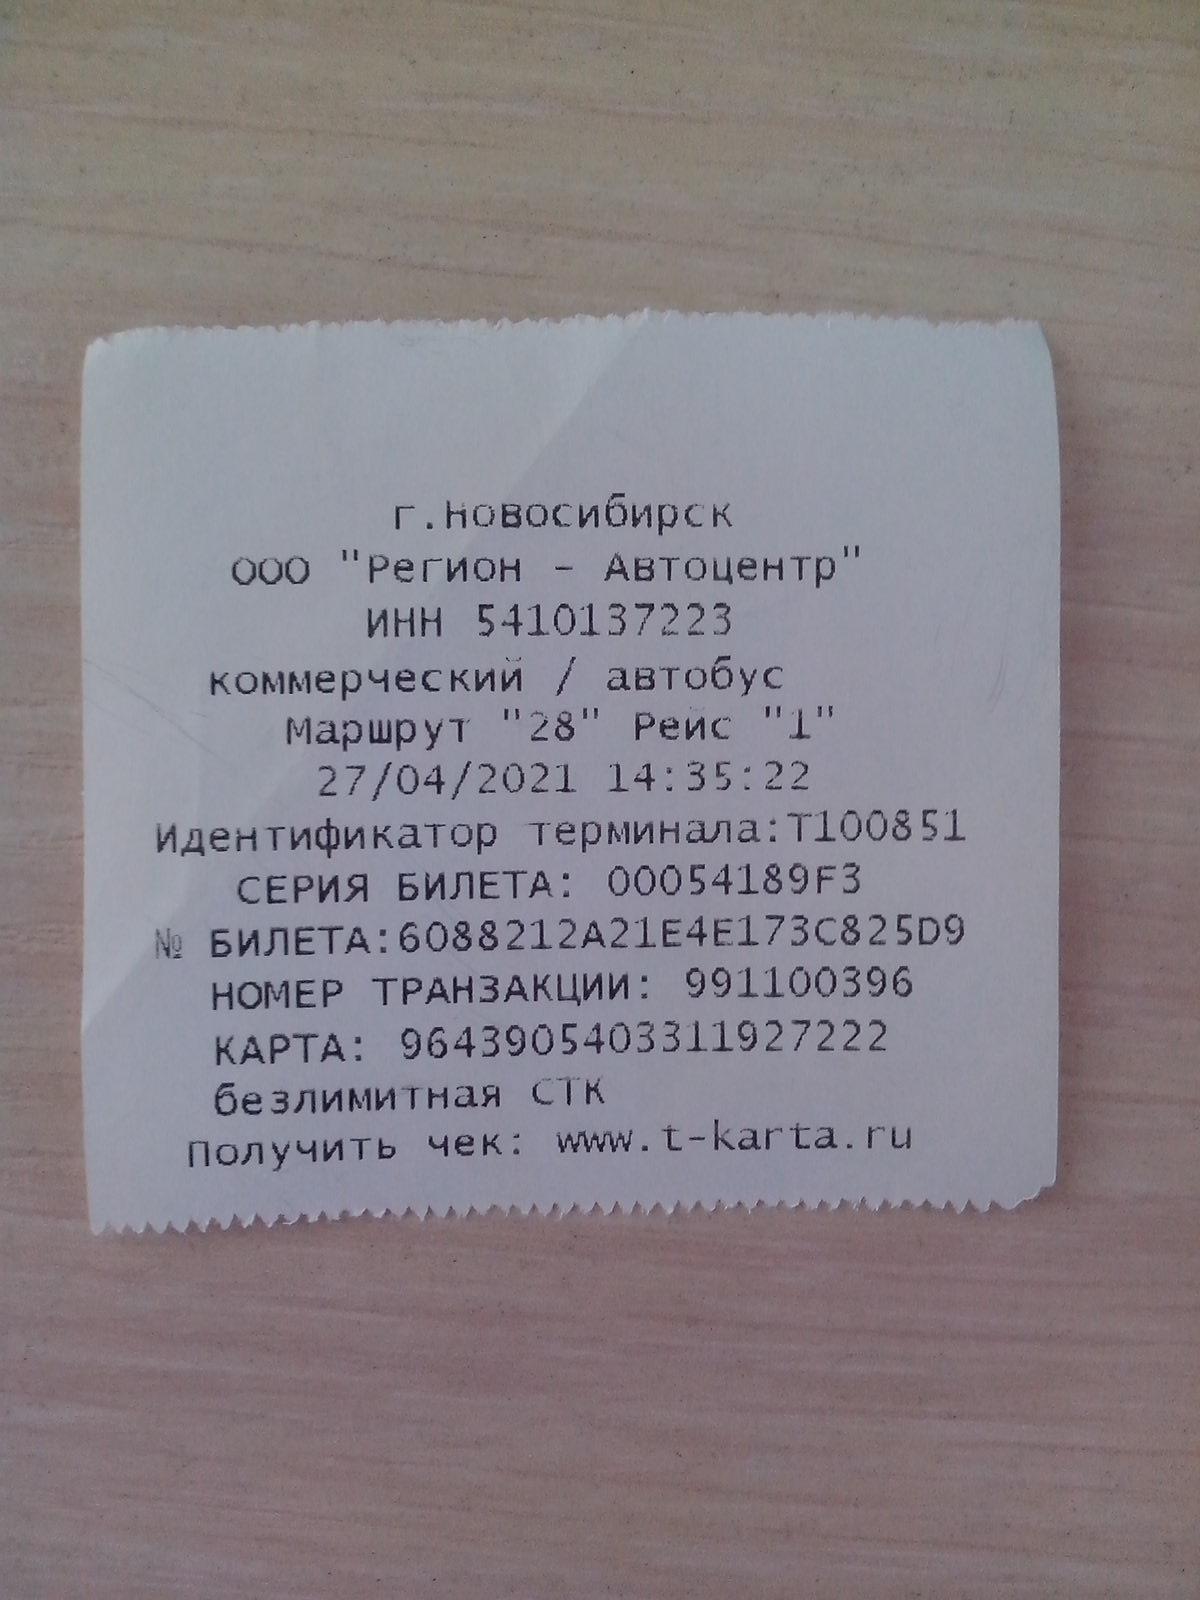 г.Новосибирск
ООО "Регион - Автоцентр"
ИНН 5410137223
коммерческий / автобус
Маршрут "28" Рейс "1"
27/04/2021 14:35:22
Идентификатор терминала:T100851
СЕРИЯ БИЛЕТА: 00054189F3
№ БИЛЕТА:6088212A21E4E173C825D9
НОМЕР ТРАНЗАКЦИИ: 991100396
КАРТА: 9643905403311927222
безлимитная СТК
Получить чек: www.t-karta.ru